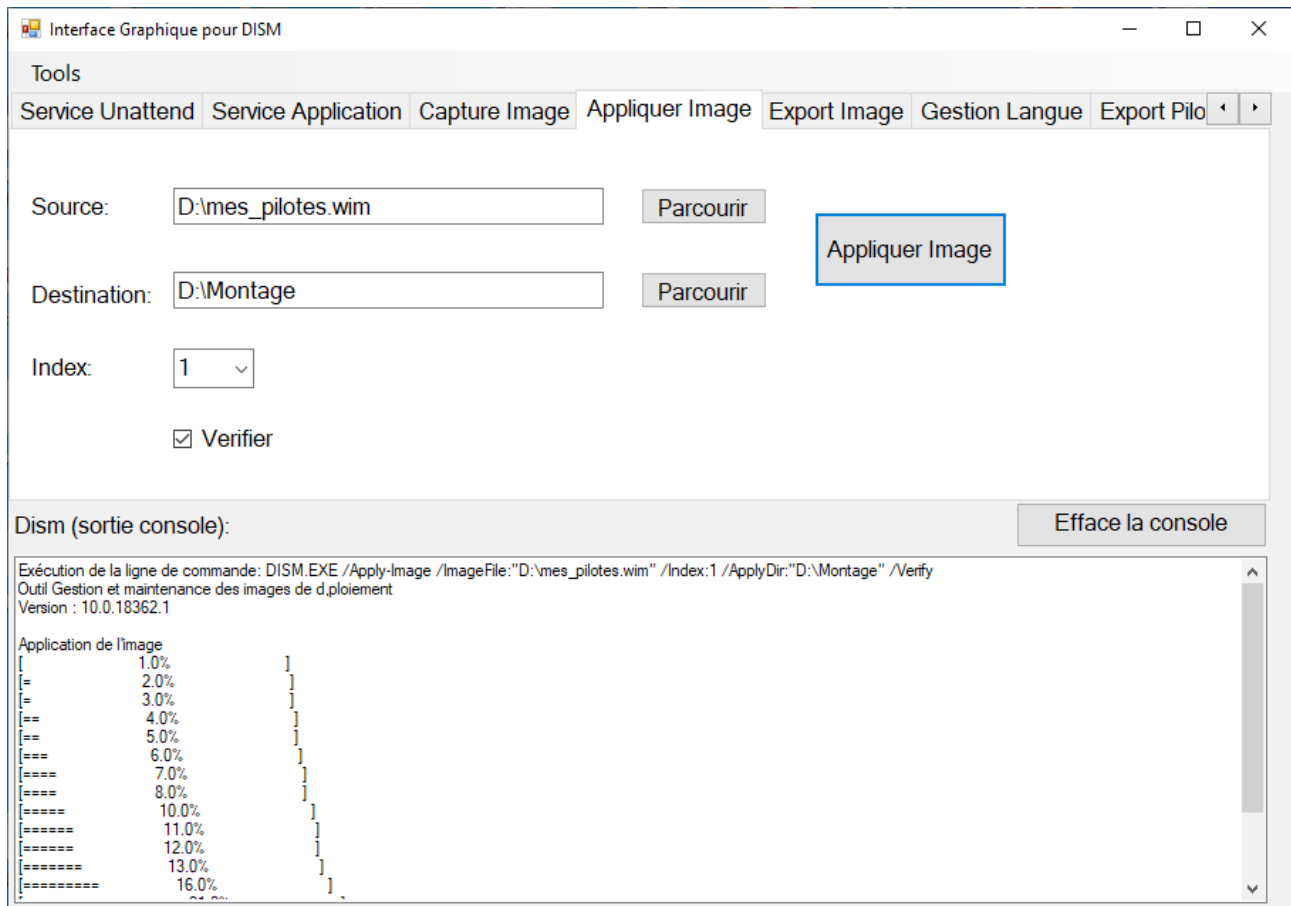 Interface Graphique pour DISM
Tools
Service Unattend Service Application Capture Image Appliquer Image Export Image Gestion Langue Export Pilo
Source: D:\mes_pilotes.wim Parcourir
Appliquer Image
Destination: D:\Montage Parcourir
Index: 1
Verifier
Dism (sortie console): Efface la console
Exécution de la ligne de commande: DISM.EXE /Apply-Image /ImageFile:"D:\mes_pilotes.wim" /Index:1 /ApplyDir:"D:\Montage" /Verify
Outil Gestion et maintenance des images de d‚ploiement
Version : 10.0.18362.1
Application de l'image
[ 1.0% ]
[= 2.0% ]
[= 3.0% ]
[== 4.0% ]
[== 5.0% ]
[=== 6.0% ]
[==== 7.0% ]
[==== 8.0% ]
[===== 10.0% ]
[====== 11.0% ]
[====== 12.0% ]
[======= 13.0% ]
[========= 16.0% ]